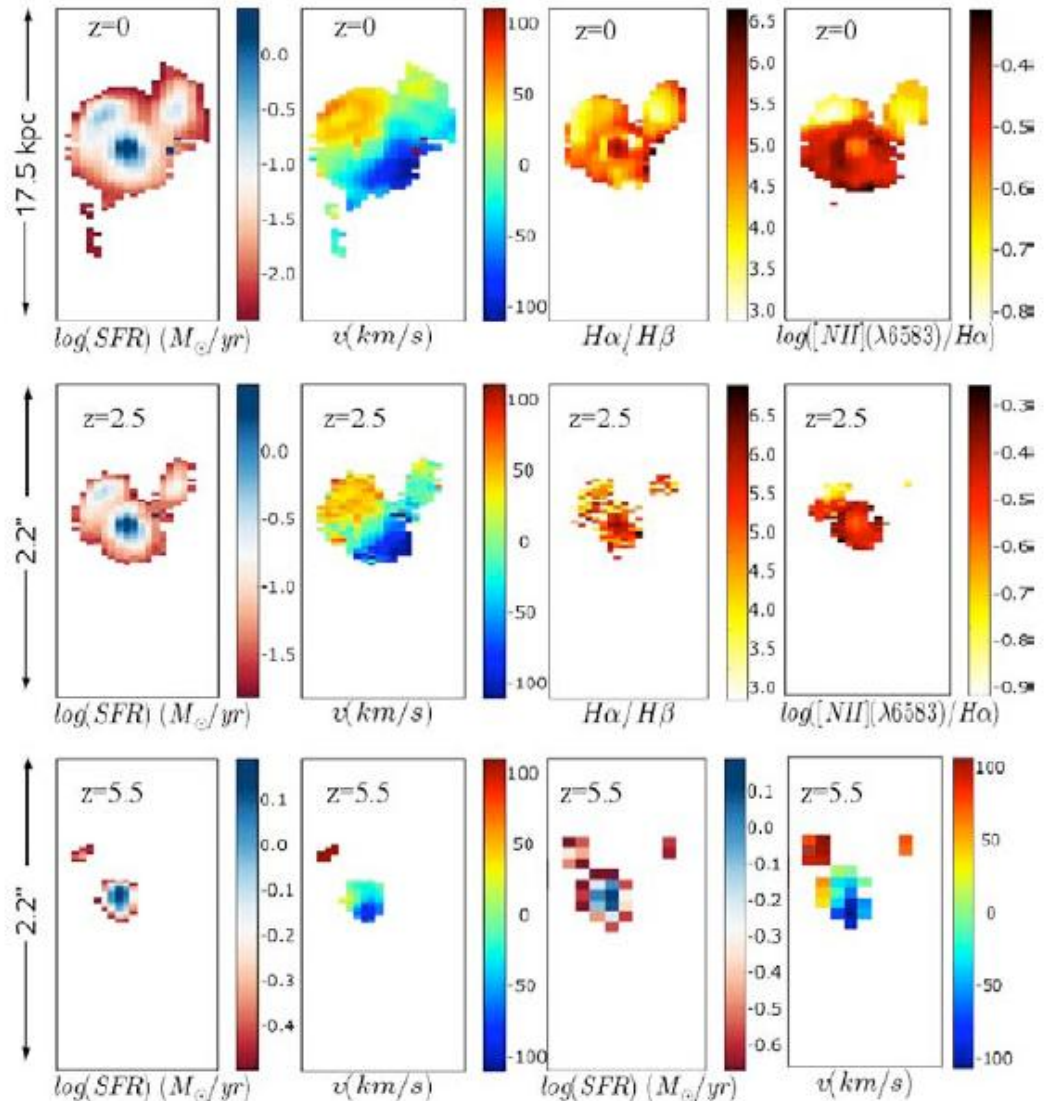 z=0 z=0 z=0 z=0
17.5 kpc
0.0 -0.5 -1.0 -1.5 -2.0
100 50 0 -50 -100
6.5 6.0 5.5 5.0 4.5 4.0 3.5 3.0
-0.4 -0.5 -0.6 -0.7 -0.8
log(SFR) (M⊙/yr) v(km/s) Hα/Hβ log([NII](λ6583)/Hα)
z=2.5 z=2.5 z=2.5 z=2.5
2.2"
0.0 -0.5 -1.0 -1.5
100 50 0 -50 -100
6.5 6.0 5.5 5.0 4.5 4.0 3.5 3.0
-0.3 -0.4 -0.5 -0.6 -0.7 -0.8 -0.9
log(SFR) (M⊙/yr) v(km/s) Hα/Hβ log([NII](λ6583)/Hα)
z=5.5 z=5.5 z=5.5 z=5.5
2.2"
0.1 0.0 -0.1 -0.2 -0.3 -0.4
100 50 0 -50 -100
0.1 0.0 -0.1 -0.2 -0.3 -0.4 -0.5 -0.6
100 50 0 -50 -100
log(SFR) (M⊙/yr) v(km/s) log(SFR) (M⊙/yr) v(km/s)